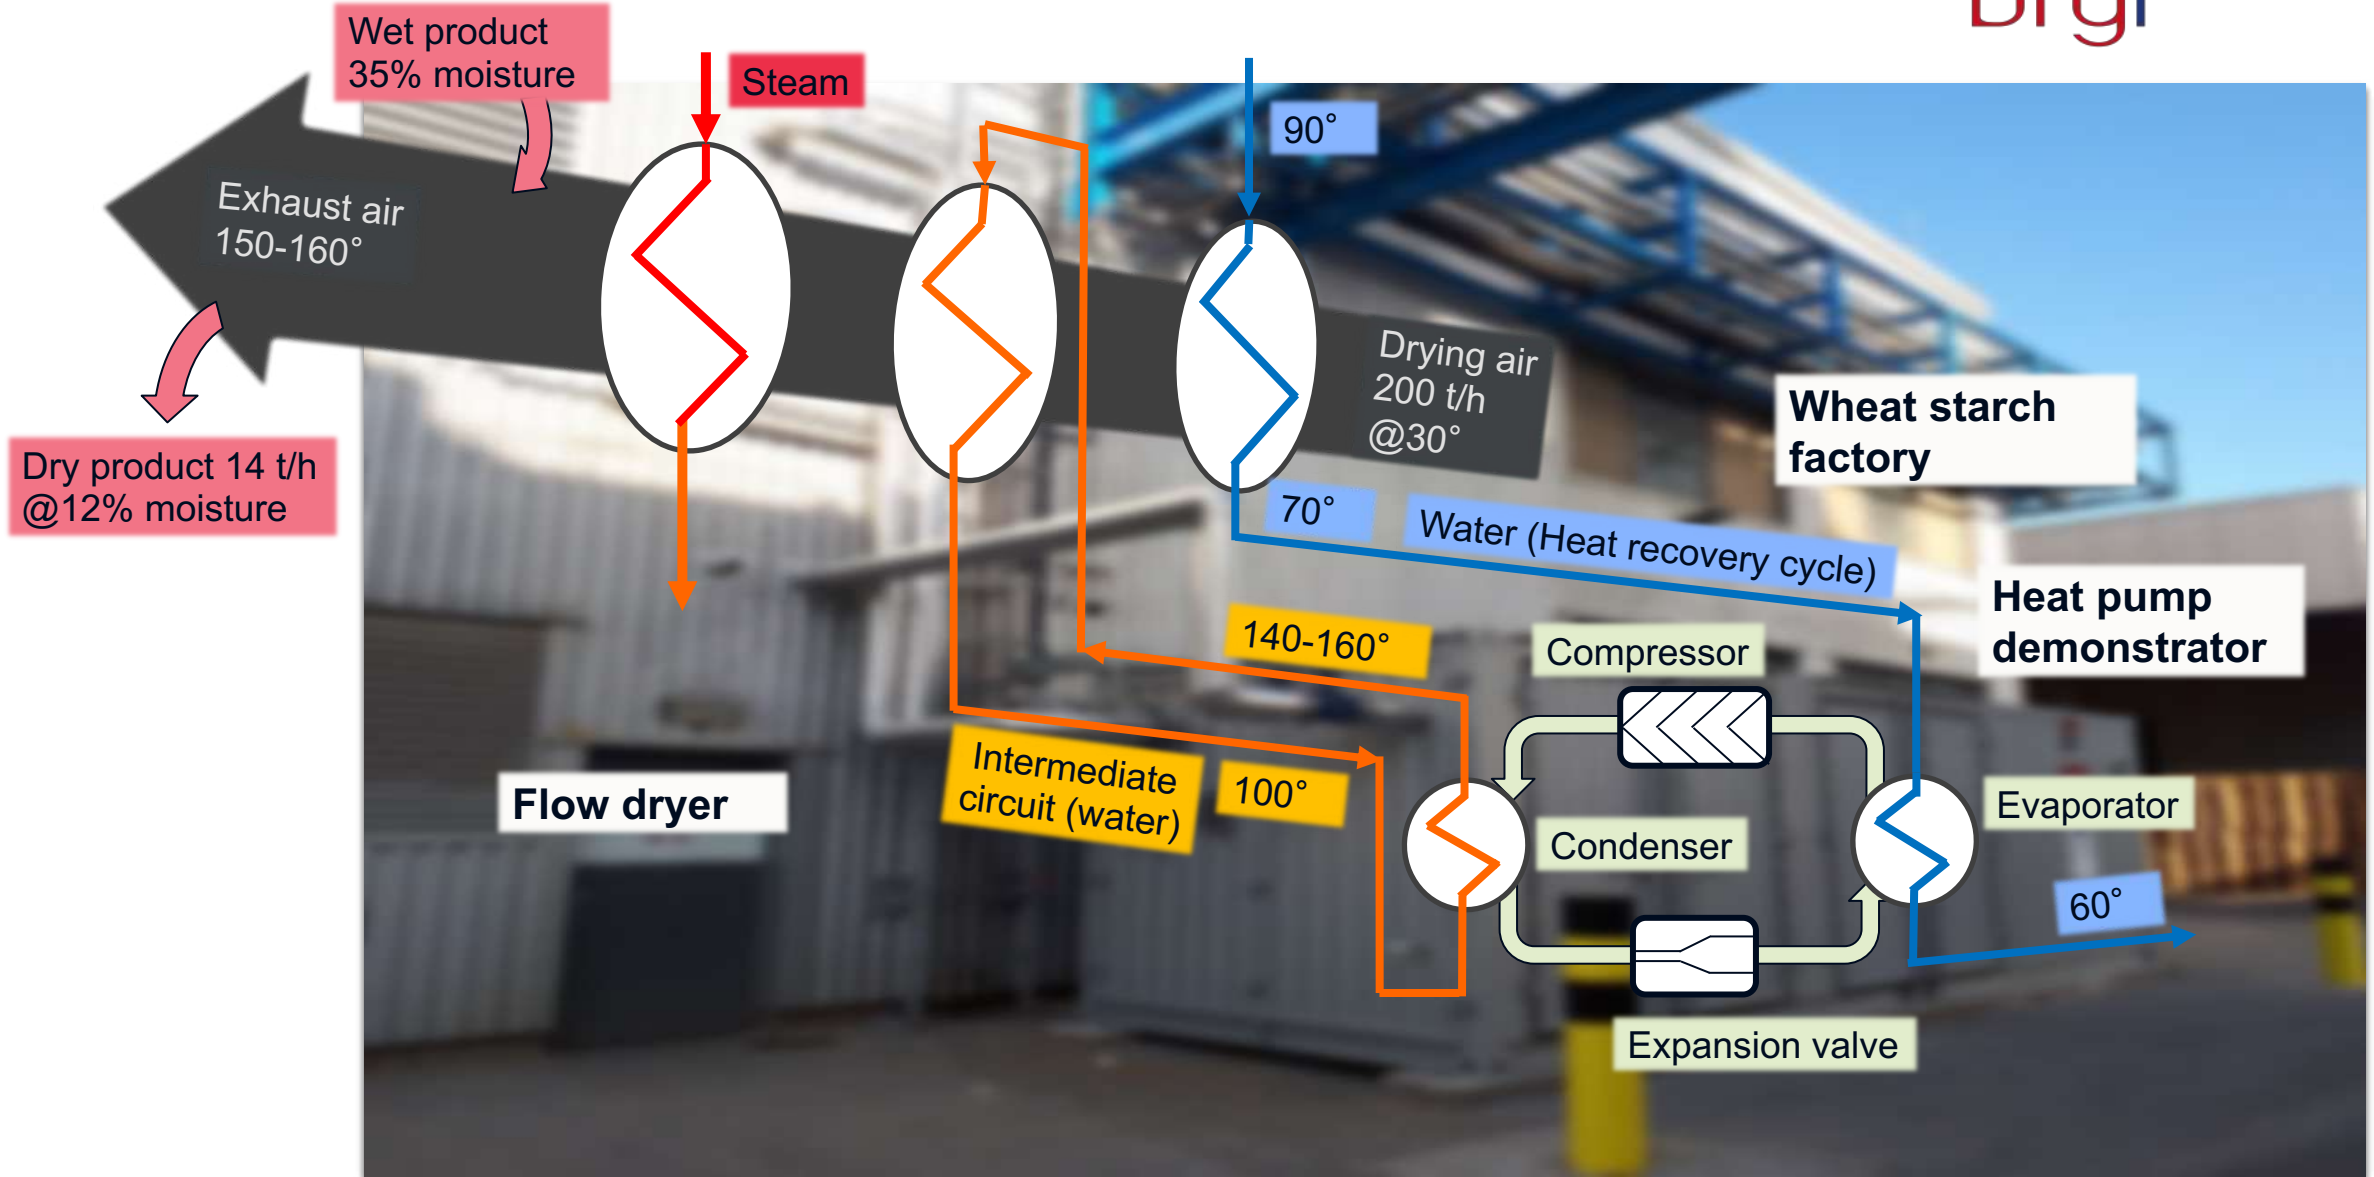 Wet product
35% moisture
Steam
90°
Exhaust air
150-160°
Drying air
200 t/h
@30°
Wheat starch
factory
Dry product 14 t/h
@12% moisture
70°
Water (Heat recovery cycle)
Heat pump
demonstrator
140-160°
Compressor
Intermediate
circuit (water)
100°
Flow dryer
Condenser
Evaporator
60°
Expansion valve